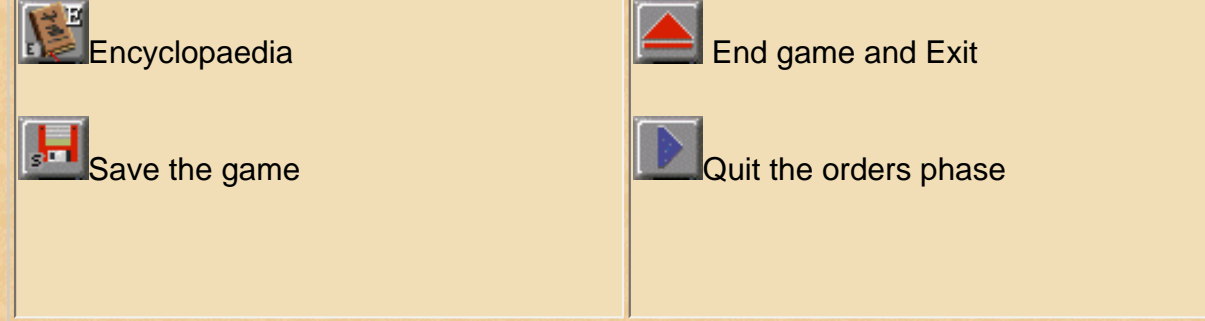 E
E
Encyclopaedia
End game and Exit
S
Save the game
Quit the orders phase